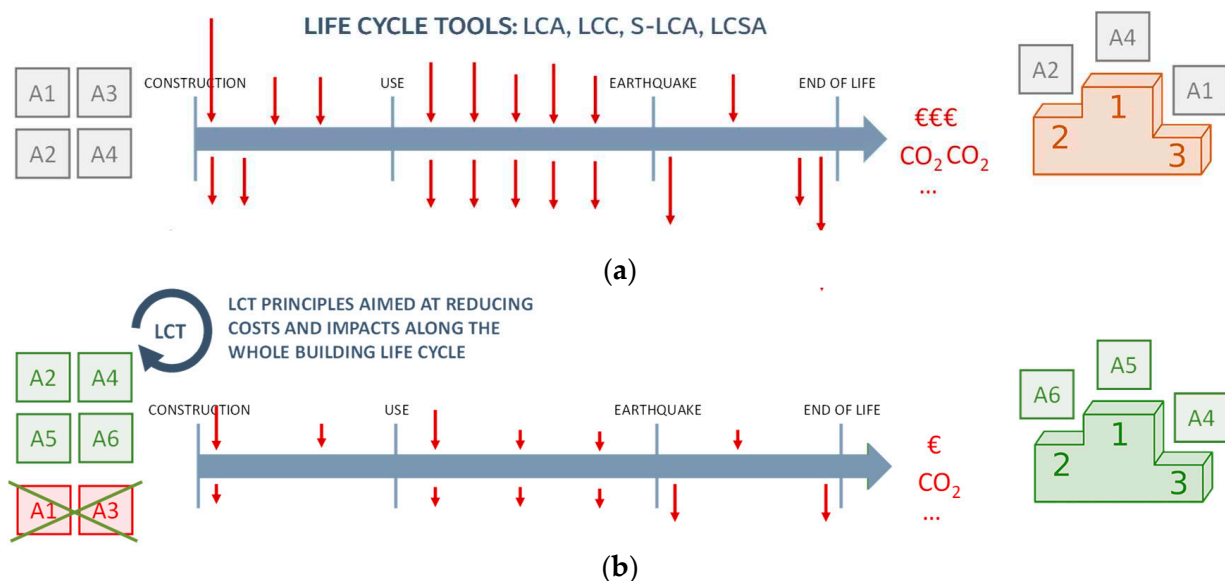 LIFE CYCLE TOOLS: LCA, LCC, S-LCA, LCSA
A1 A3
A2 A4
CONSTRUCTION USE EARTHQUAKE END OF LIFE
€€€
CO₂ CO₂
...
A4
A2
A1
1
2
3
(a)
LCT
LCT PRINCIPLES AIMED AT REDUCING
COSTS AND IMPACTS ALONG THE
WHOLE BUILDING LIFE CYCLE
A2 A4
A5 A6
A1 A3
CONSTRUCTION USE EARTHQUAKE END OF LIFE
€
CO₂
...
A5
A6
A4
1
2
3
(b)